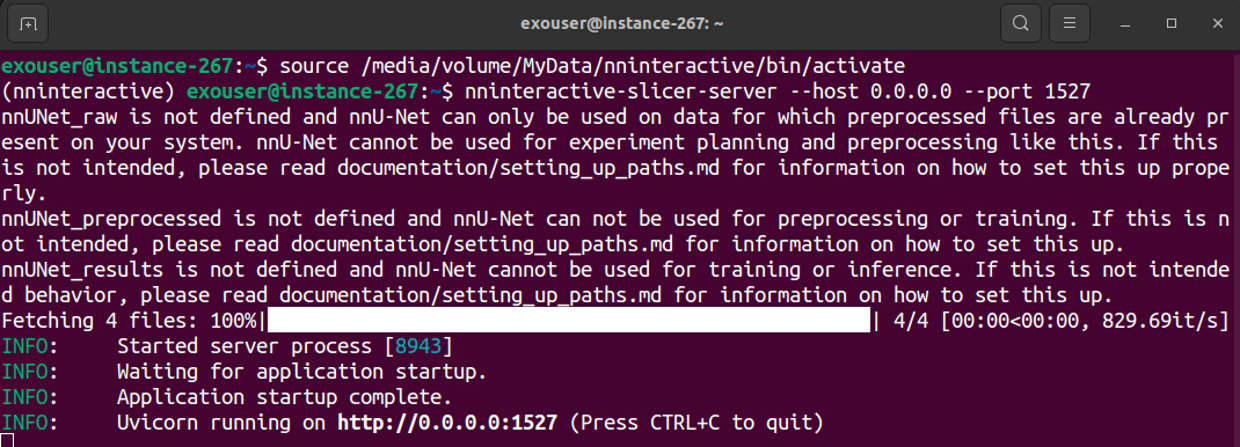 exouser@instance-267: ~
exouser@instance-267:~$ source /media/volume/MyData/nninteractive/bin/activate
(nninteractive) exouser@instance-267:~$ nninteractive-slicer-server --host 0.0.0.0 --port 1527
nnUNet_raw is not defined and nnU-Net can only be used on data for which preprocessed files are already pr
esent on your system. nnU-Net cannot be used for experiment planning and preprocessing like this. If this
is not intended, please read documentation/setting_up_paths.md for information on how to set this up prope
rly.
nnUNet_preprocessed is not defined and nnU-Net can not be used for preprocessing or training. If this is n
ot intended, please read documentation/setting_up_paths.md for information on how to set this up.
nnUNet_results is not defined and nnU-Net cannot be used for training or inference. If this is not intende
d behavior, please read documentation/setting_up_paths.md for information on how to set this up.
Fetching 4 files: 100%| | 4/4 [00:00<00:00, 829.69it/s]
INFO: Started server process [8943]
INFO: Waiting for application startup.
INFO: Application startup complete.
INFO: Uvicorn running on http://0.0.0.0:1527 (Press CTRL+C to quit)